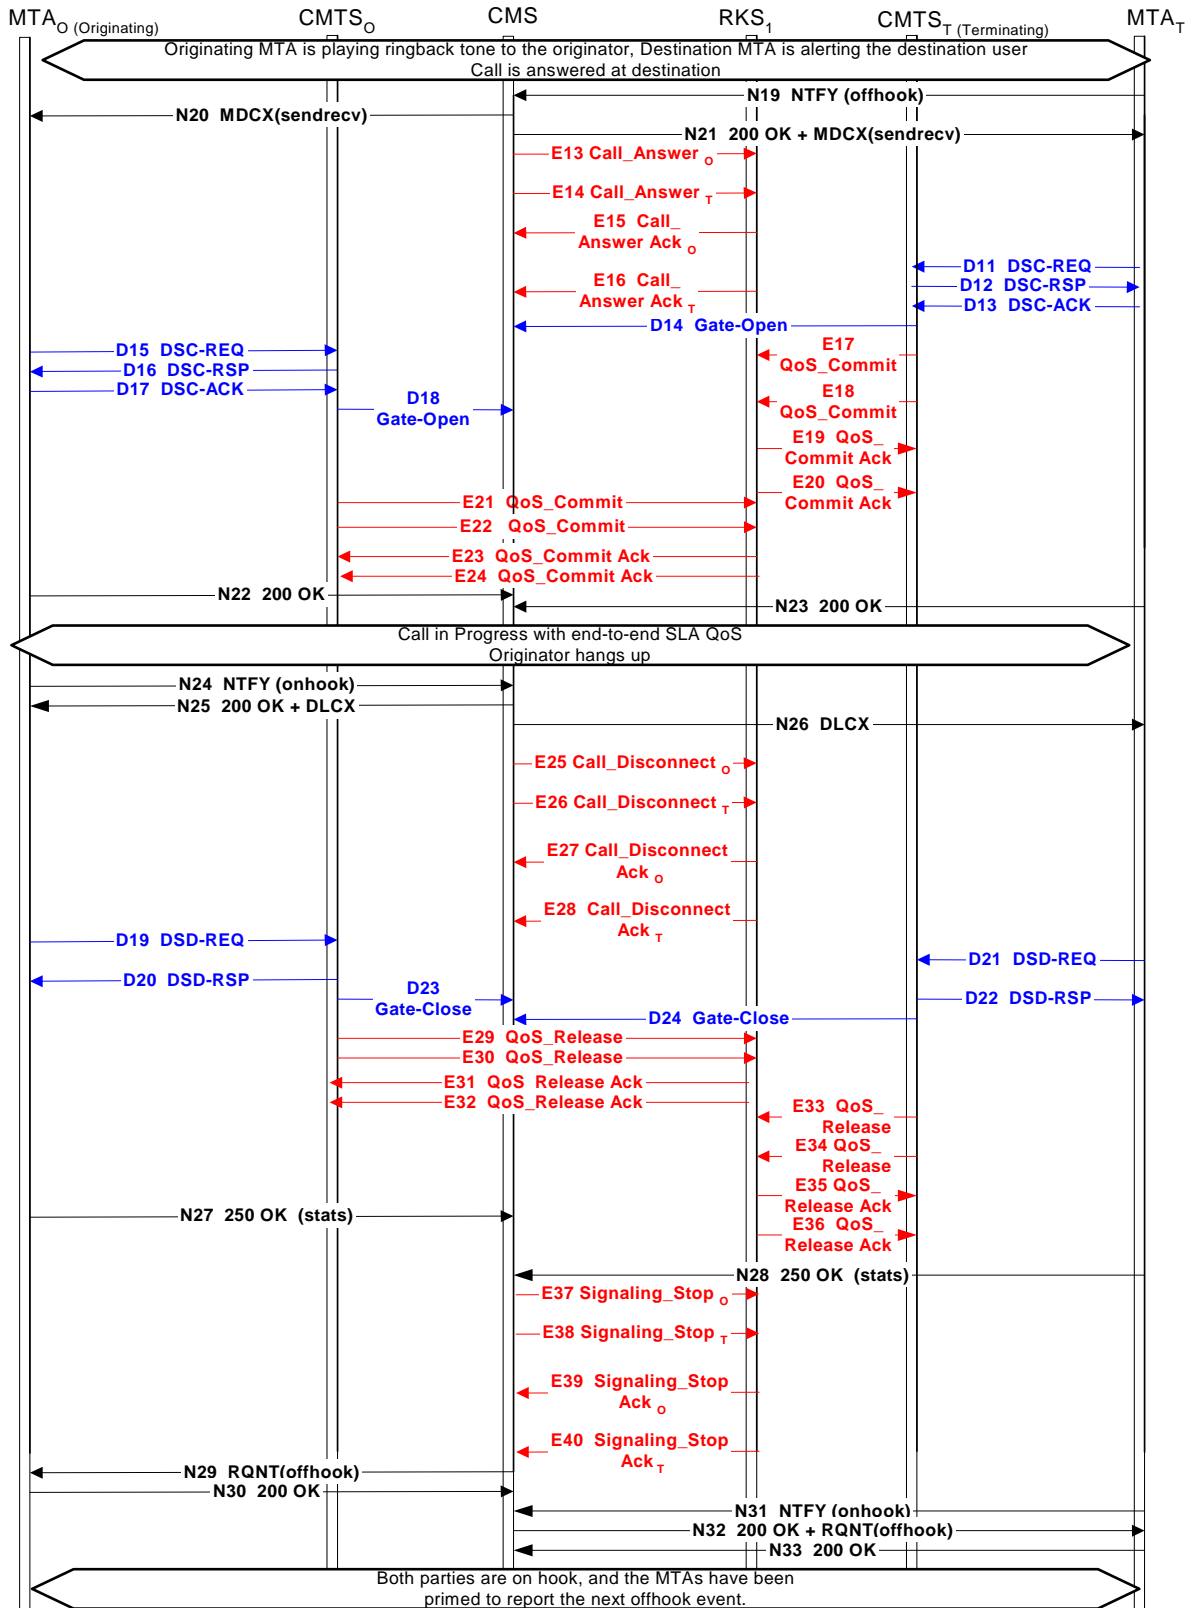 MTA O (Originating)
CMTS O
CMS
RKS 1
CMTS T (Terminating)
MTA T
Originating MTA is playing ringback tone to the originator, Destination MTA is alerting the destination user
Call is answered at destination
N19 NTFY (offhook)
N20 MDCX(sendrecv)
N21 200 OK + MDCX(sendrecv)
E13 Call_Answer O
E14 Call_Answer T
E15 Call_
Answer Ack O
D11 DSC-REQ
E16 Call_
Answer Ack T
D12 DSC-RSP
D13 DSC-ACK
D14 Gate-Open
D15 DSC-REQ
E17
QoS_Commit
D16 DSC-RSP
D17 DSC-ACK
D18
Gate-Open
E18
QoS_Commit
E19 QoS_
Commit Ack
E20 QoS_
Commit Ack
E21 QoS_Commit
E22 QoS_Commit
E23 QoS_Commit Ack
E24 QoS_Commit Ack
N22 200 OK
N23 200 OK
Call in Progress with end-to-end SLA QoS
Originator hangs up
N24 NTFY (onhook)
N25 200 OK + DLCX
N26 DLCX
E25 Call_Disconnect O
E26 Call_Disconnect T
E27 Call_Disconnect
Ack O
E28 Call_Disconnect
Ack T
D19 DSD-REQ
D21 DSD-REQ
D20 DSD-RSP
D23
Gate-Close
D22 DSD-RSP
D24 Gate-Close
E29 QoS_Release
E30 QoS_Release
E31 QoS Release Ack
E32 QoS_Release Ack
E33 QoS_
Release
E34 QoS_
Release
E35 QoS_
Release Ack
N27 250 OK (stats)
E36 QoS_
Release Ack
N28 250 OK (stats)
E37 Signaling_Stop O
E38 Signaling_Stop T
E39 Signaling_Stop
Ack O
E40 Signaling_Stop
Ack T
N29 RQNT(offhook)
N30 200 OK
N31 NTFY (onhook)
N32 200 OK + RQNT(offhook)
N33 200 OK
Both parties are on hook, and the MTAs have been
primed to report the next offhook event.